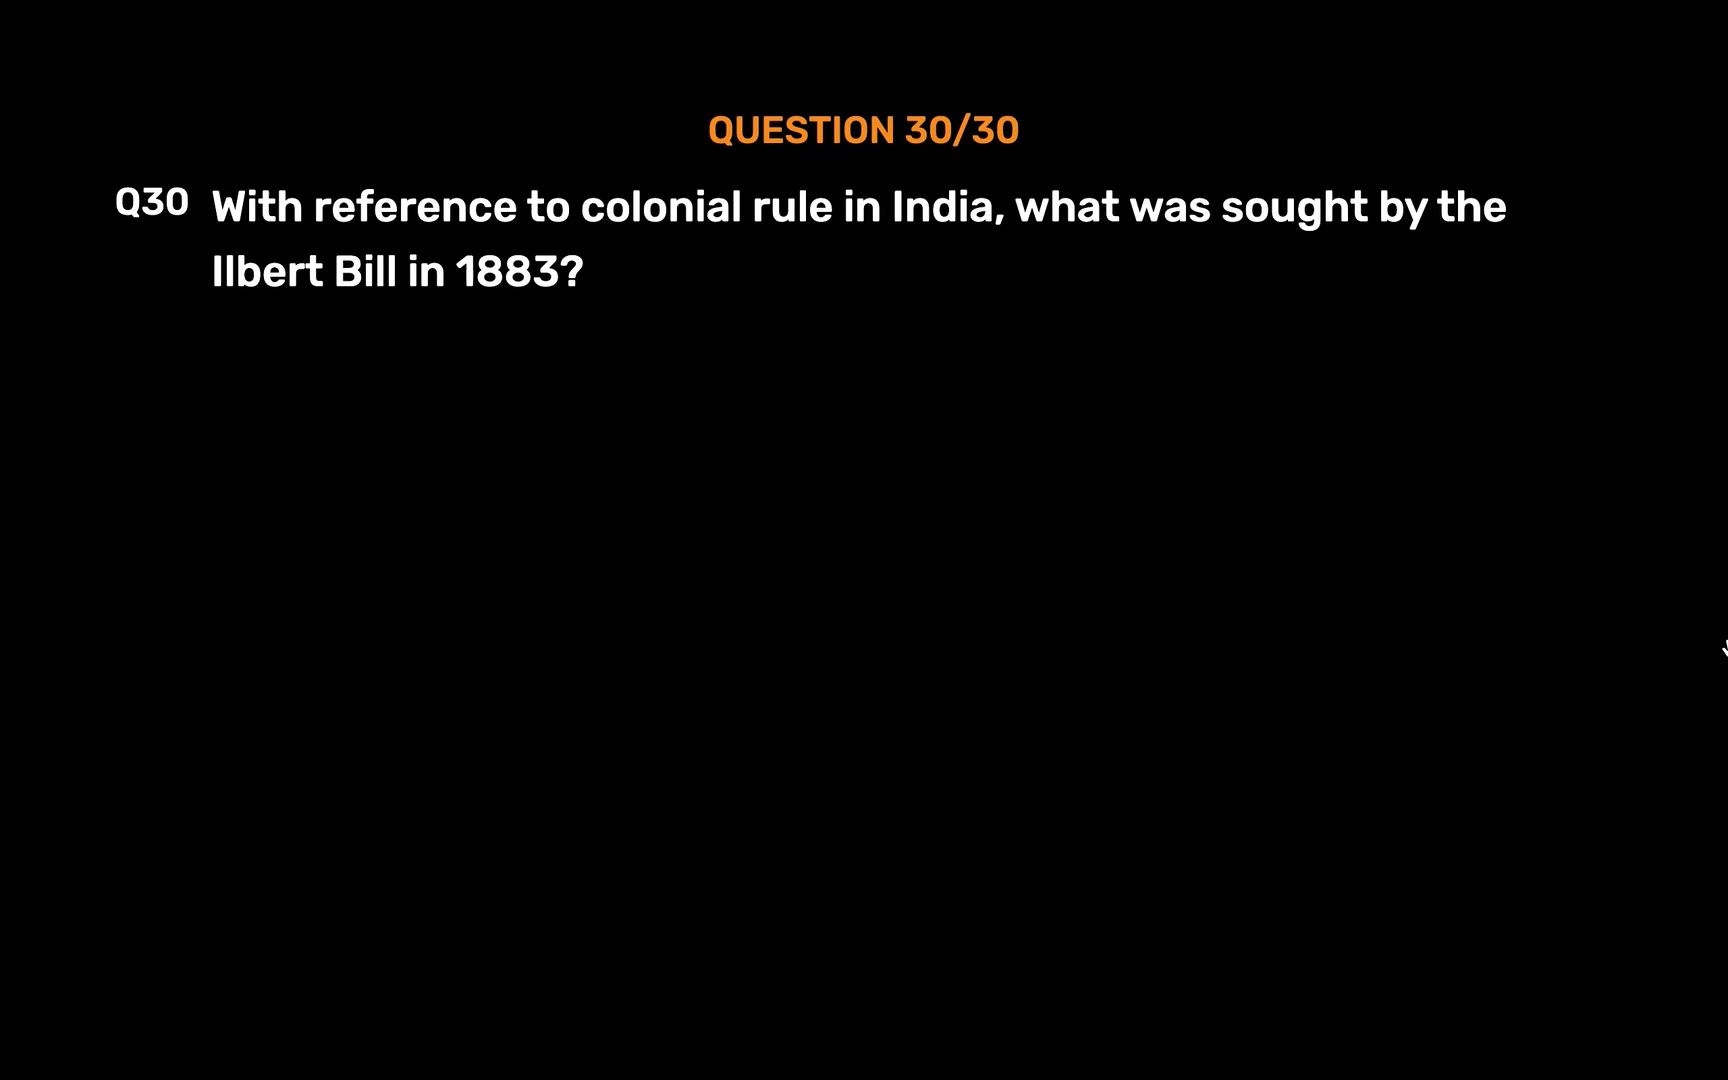 QUESTION 30/30
Q30 With reference to colonial rule in India, what was sought by the
Ilbert Bill in 1883?